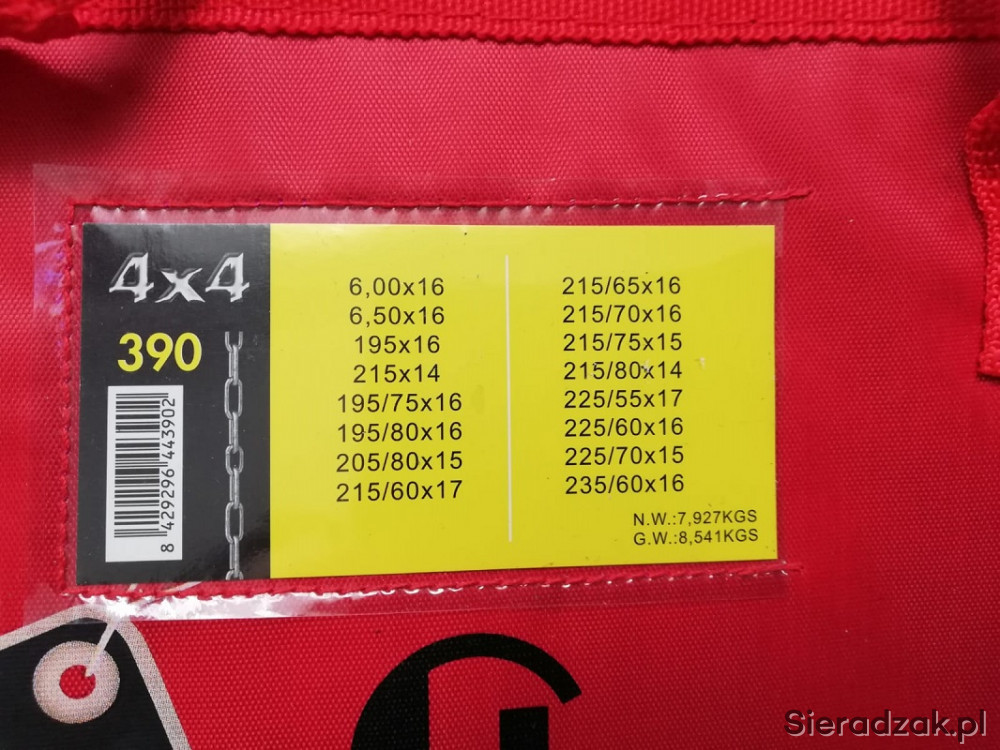 4x4
390
8 429296 443902
6,00x16
6,50x16
195x16
215x14
195/75x16
195/80x16
205/80x15
215/60x17
215/65x16
215/70x16
215/75x15
215/80x14
225/55x17
225/60x16
225/70x15
235/60x16
N.W.:7,927KGS
G.W.:8,541KGS
Sieradzak.pl